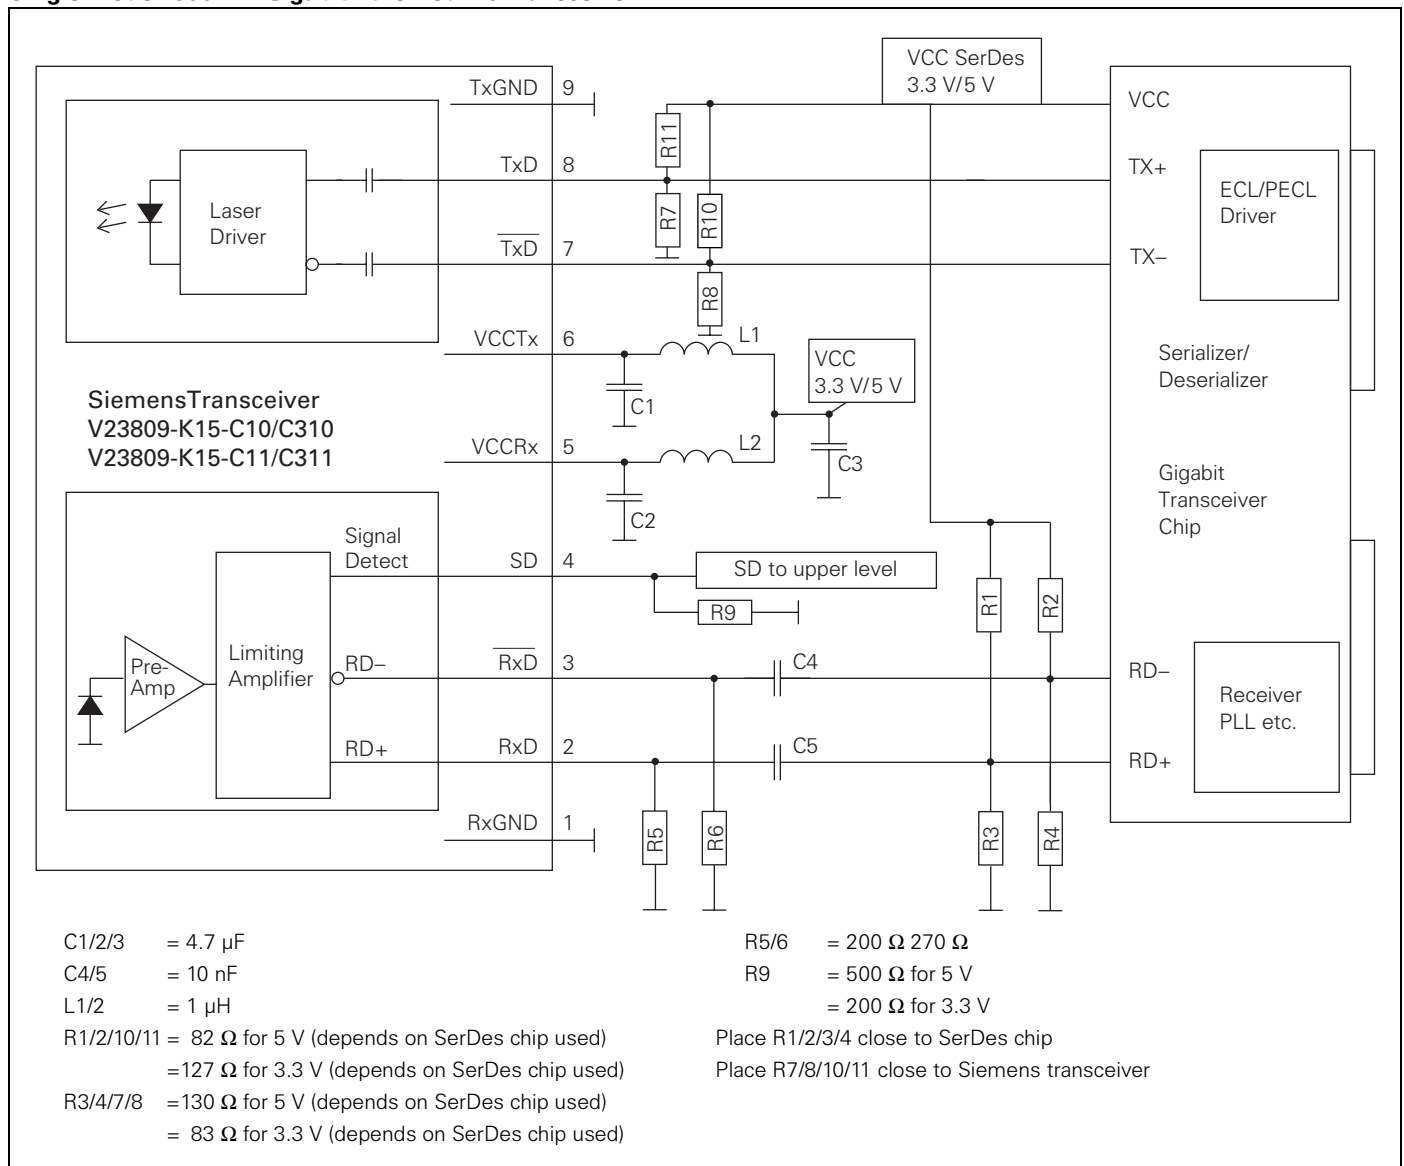 VCC SerDes
3.3 V/5 V
TxGND 9
VCC
R11
TxD 8
TX+
ECL/PECL
Driver
Laser
Driver
R7
R10
TxD 7
TX–
R8
VCCTx 6
L1
VCC
3.3 V/5 V
Serializer/
Deserializer
C1
SiemensTransceiver
V23809-K15-C10/C310
V23809-K15-C11/C311
VCCRx 5
L2
C3
Gigabit
Transceiver
Chip
C2
Signal
Detect
SD 4
SD to upper level
R9
R1
R2
Pre-
Amp
Limiting
Amplifier
RD–
RxD 3
C4
RD–
Receiver
PLL etc.
RD+
RxD 2
C5
RD+
RxGND 1
R5
R6
R3
R4
C1/2/3 = 4.7 µF
C4/5 = 10 nF
L1/2 = 1 µH
R1/2/10/11 = 82 Ω for 5 V (depends on SerDes chip used)
=127 Ω for 3.3 V (depends on SerDes chip used)
R3/4/7/8 =130 Ω for 5 V (depends on SerDes chip used)
= 83 Ω for 3.3 V (depends on SerDes chip used)
R5/6 = 200 Ω 270 Ω
R9 = 500 Ω for 5 V
= 200 Ω for 3.3 V
Place R1/2/3/4 close to SerDes chip
Place R7/8/10/11 close to Siemens transceiver